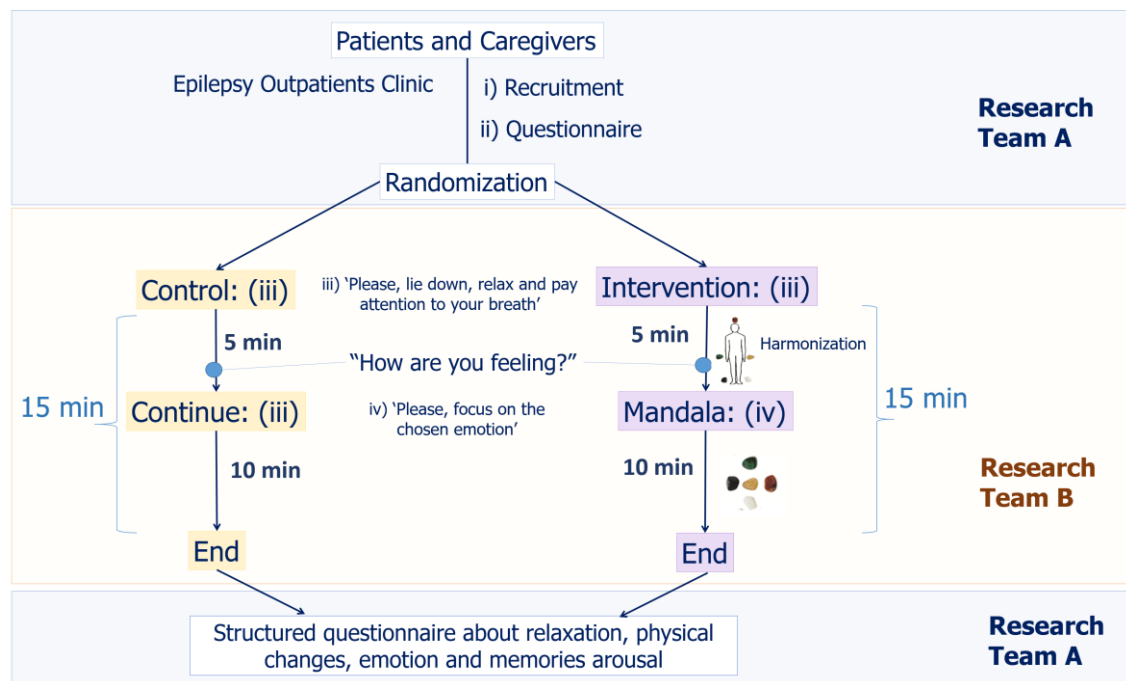 Patients and Caregivers
Epilepsy Outpatients Clinic
i) Recruitment
ii) Questionnaire
Research
Team A
Randomization
Control: (iii)
iii) ‘Please, lie down, relax and pay
attention to your breath’
Intervention: (iii)
5 min
5 min
Harmonization
“How are you feeling?”
15 min
Continue: (iii)
iv) ‘Please, focus on the
chosen emotion’
Mandala: (iv)
15 min
10 min
10 min
Research
Team B
End
End
Structured questionnaire about relaxation, physical
changes, emotion and memories arousal
Research
Team A